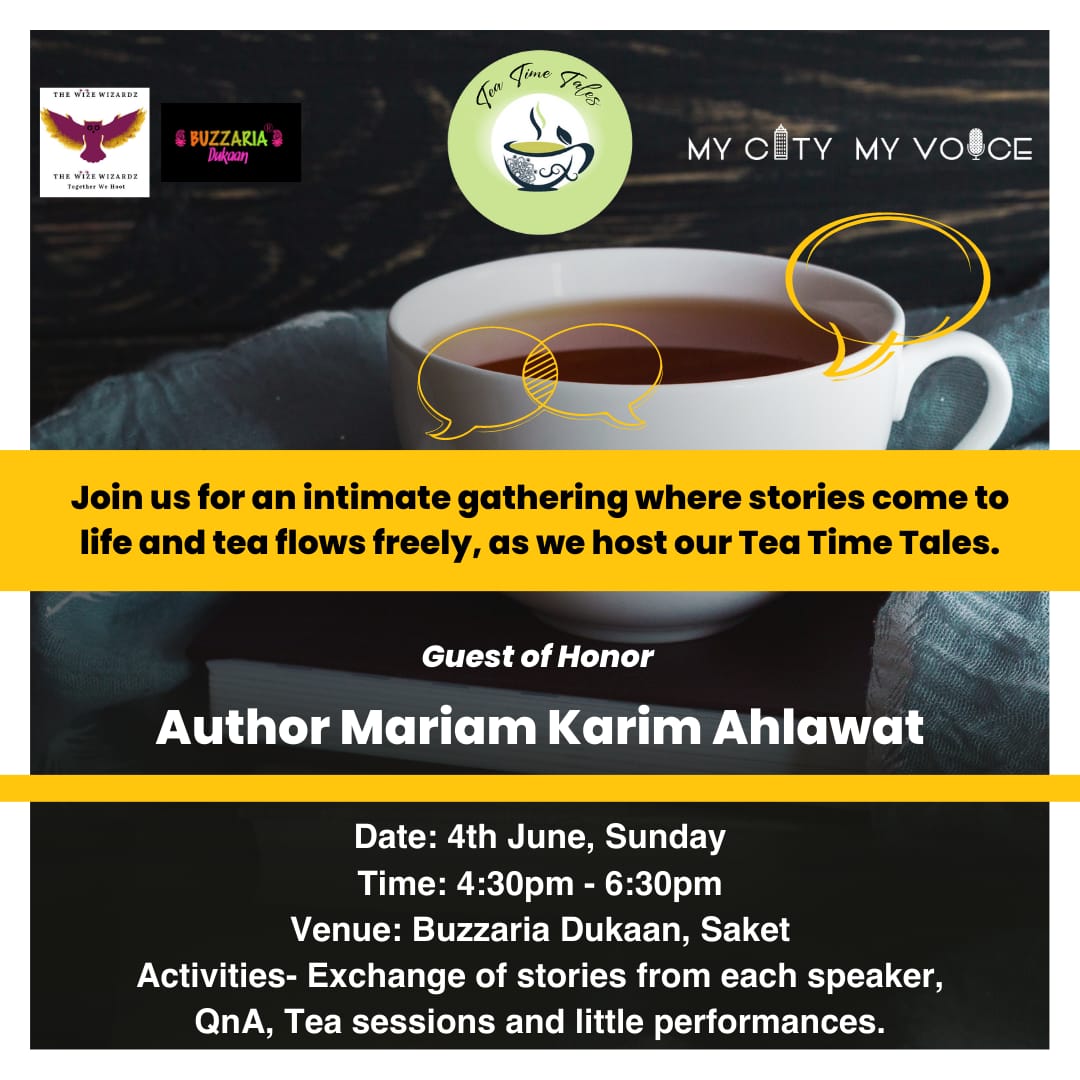 THE WIZE WIZARDZ
THE WIZE WIZARDZ
Together We Hoot
BUZZARIA®
Dukaan
Tea Time Tales
MY CITY MY VOICE
Join us for an intimate gathering where stories come to
life and tea flows freely, as we host our Tea Time Tales.
Guest of Honor
Author Mariam Karim Ahlawat
Date: 4th June, Sunday
Time: 4:30pm - 6:30pm
Venue: Buzzaria Dukaan, Saket
Activities- Exchange of stories from each speaker,
QnA, Tea sessions and little performances.